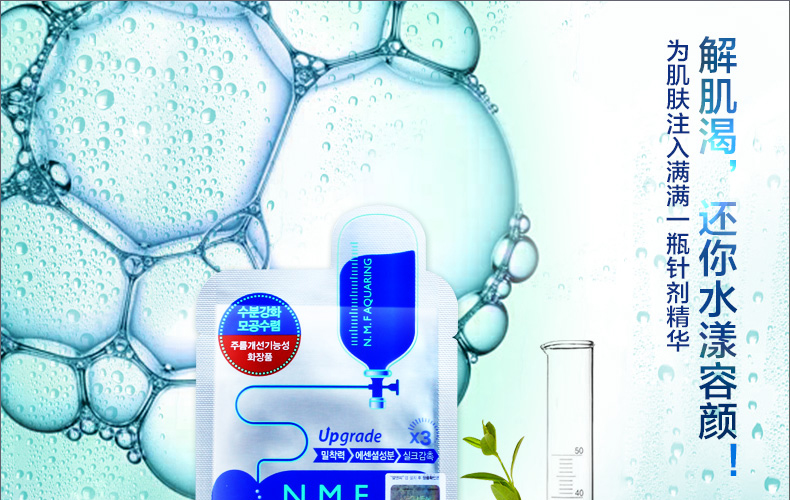 解肌渴，还你水漾容颜！
为肌肤注入满满一瓶针剂精华
N.M.F AQUARING
수분강화
모공수렴
주름개선기능성
화장품
Upgrade
x3
밀착력
에센셜성분
실크감촉
N.M.F
50
40